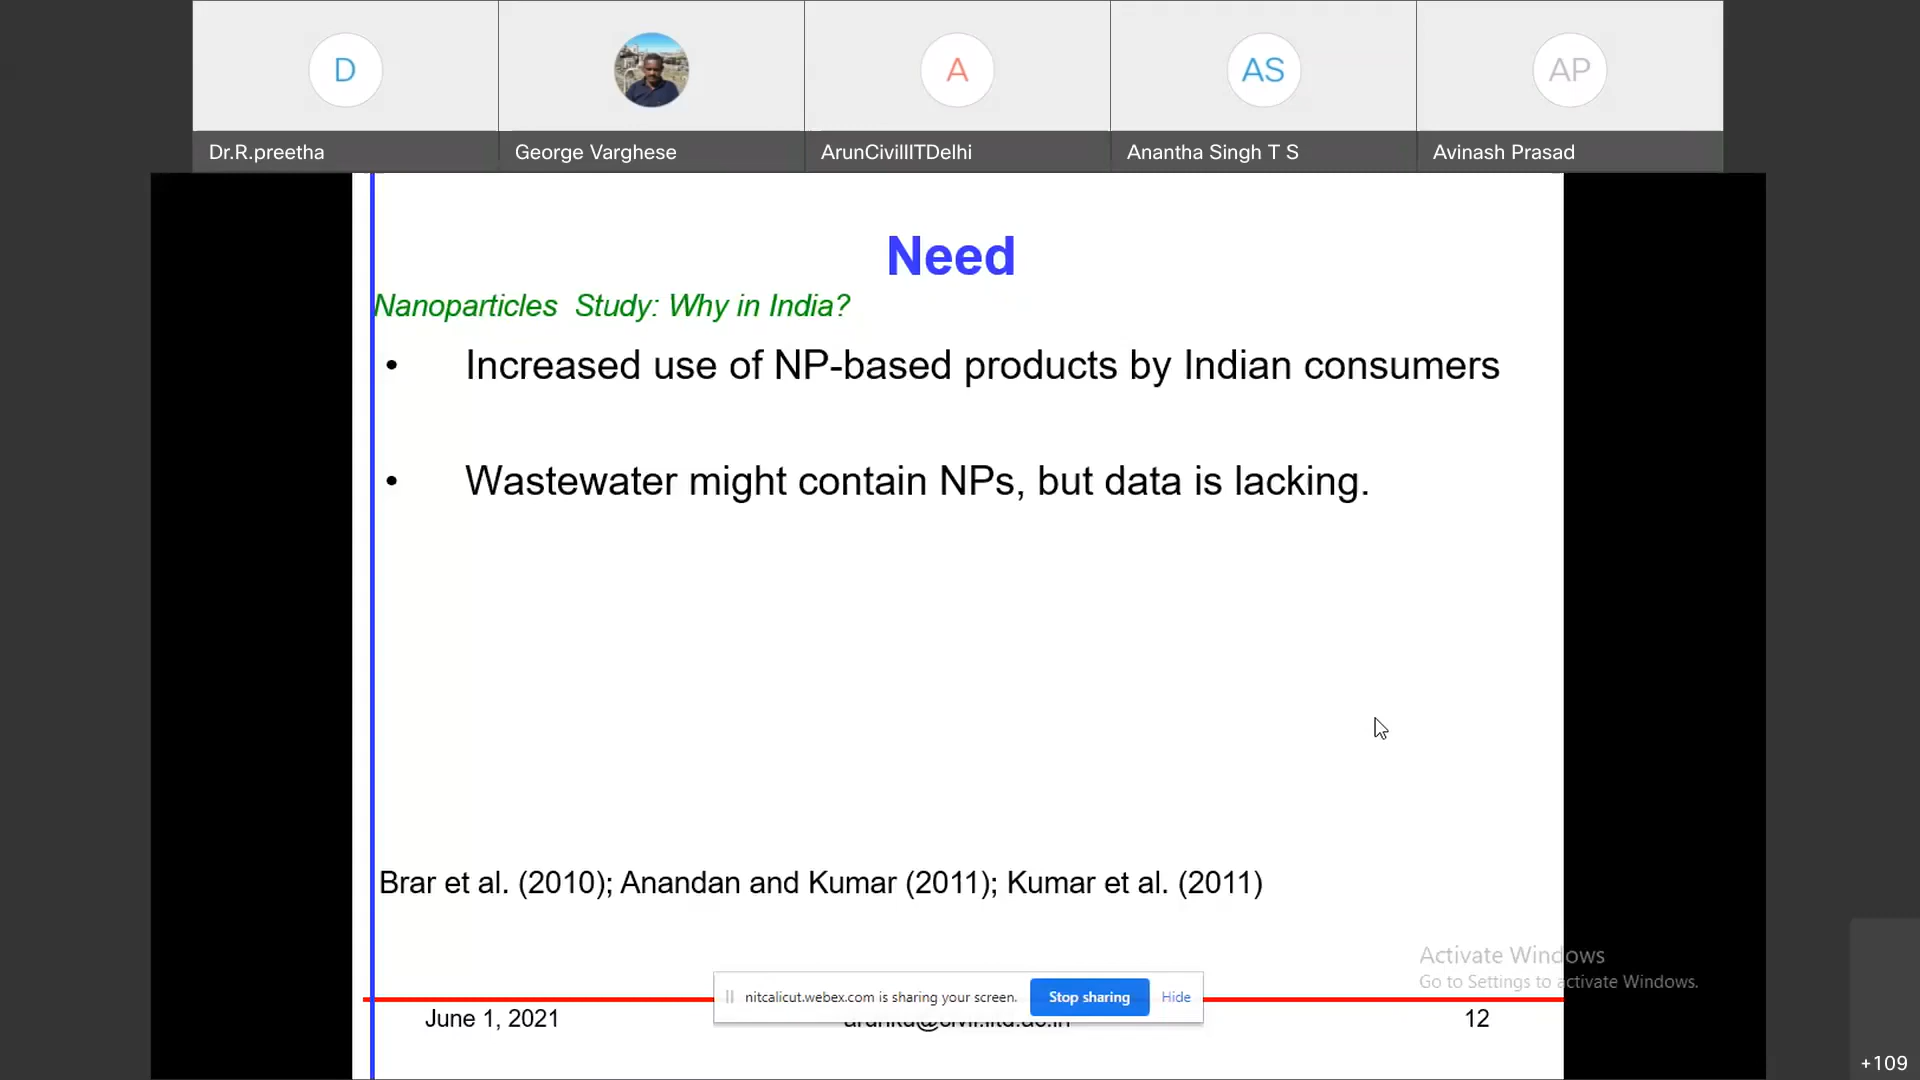 D
A
AS
AP
Dr.R.preetha
George Varghese
ArunCivilIITDelhi
Anantha Singh T S
Avinash Prasad
Need
Nanoparticles Study: Why in India?
• Increased use of NP-based products by Indian consumers
• Wastewater might contain NPs, but data is lacking.
Brar et al. (2010); Anandan and Kumar (2011); Kumar et al. (2011)
Activate Windows
Go to Settings to activate Windows.
nitcalicut.webex.com is sharing your screen.
Stop sharing
Hide
June 1, 2021
12
+109